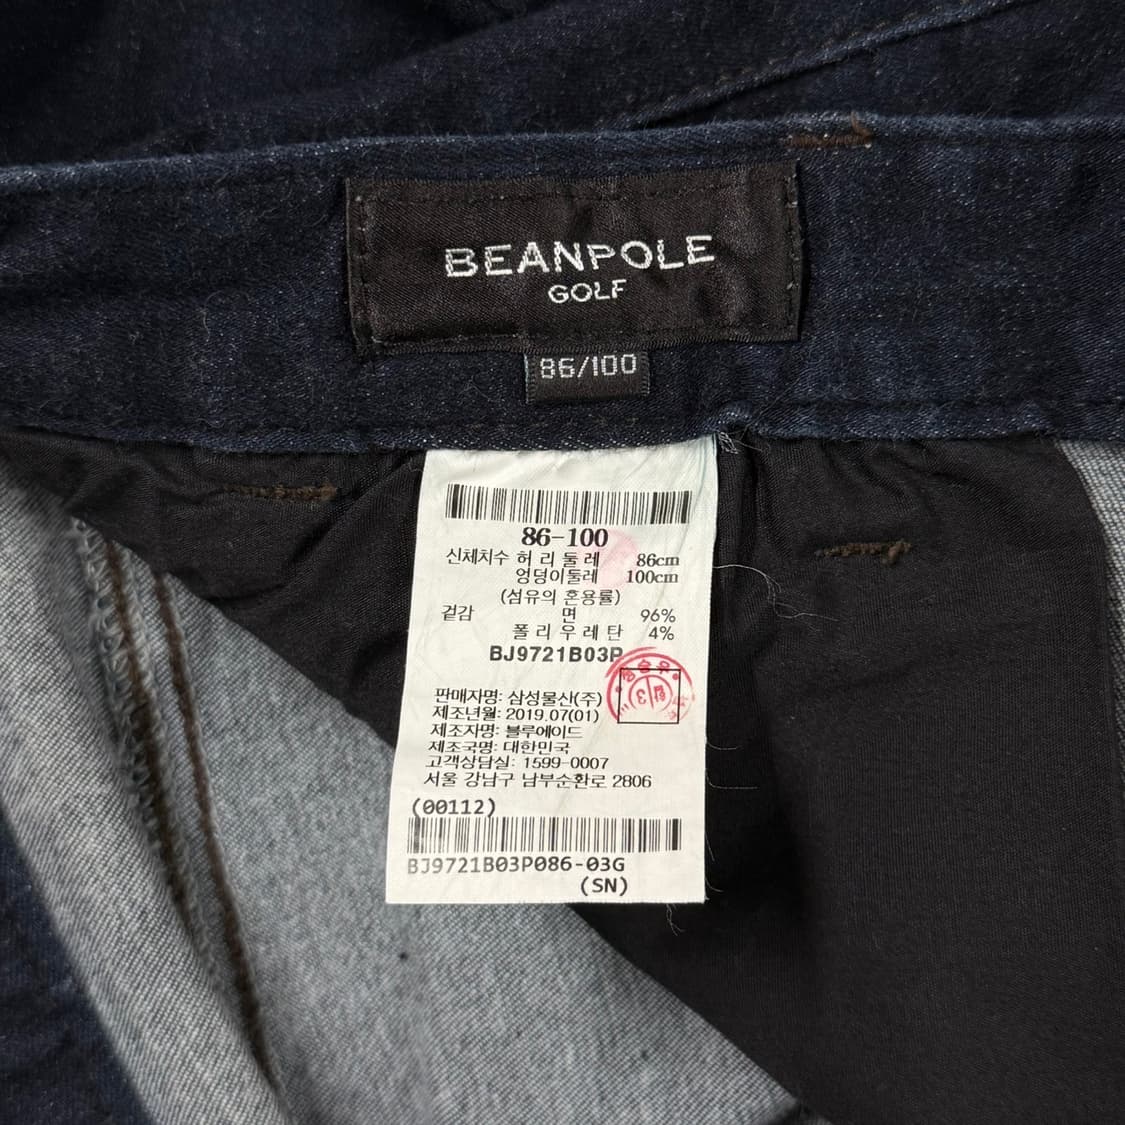 BEANPOLE
GOLF
86/100
86-100
신체치수 허 리 둘 레 86cm
엉덩이둘레 100cm
(섬유의 혼용률)
겉감 면 96%
폴 리 우 레 탄 4%
BJ9721B03P
판매자명: 삼성물산(주)
제조년월: 2019.07(01)
제조자명: 블루에이드
제조국명: 대한민국
고객상담실: 1599-0007
서울 강남구 남부순환로 2806
(00112)
BJ9721B03P086-03G
(SN)